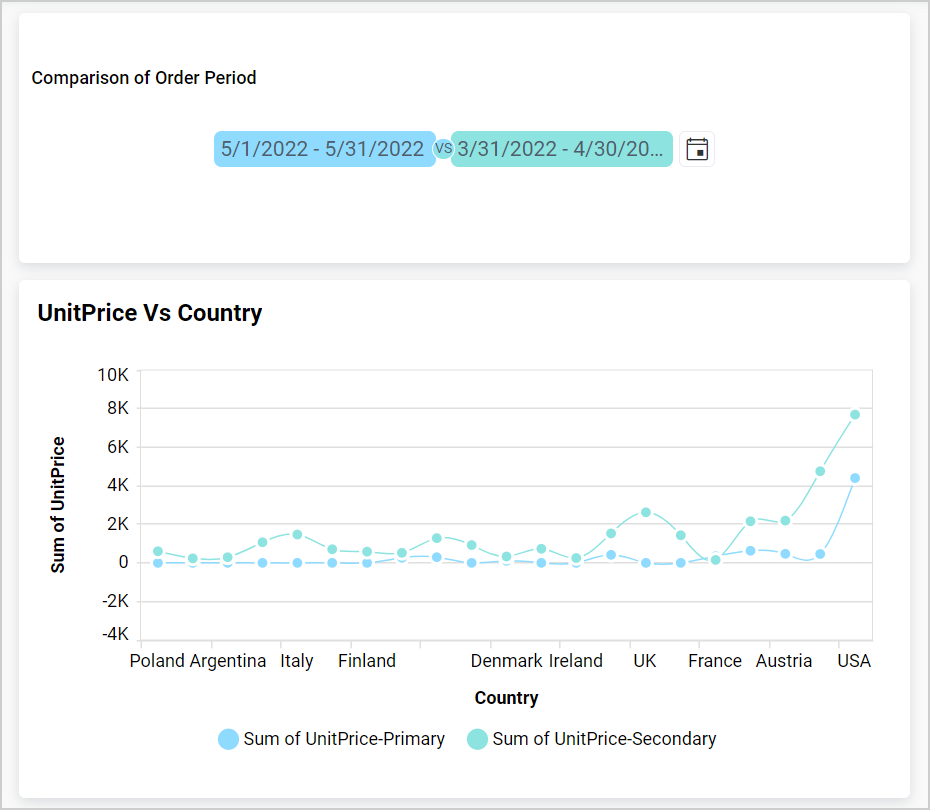 Comparison of Order Period
5/1/2022 - 5/31/2022 VS 3/31/2022 - 4/30/20...
UnitPrice Vs Country
10K
8K
6K
4K
2K
0
-2K
-4K
Sum of UnitPrice
Poland Argentina Italy Finland Denmark Ireland UK France Austria USA
Country
Sum of UnitPrice-Primary Sum of UnitPrice-Secondary